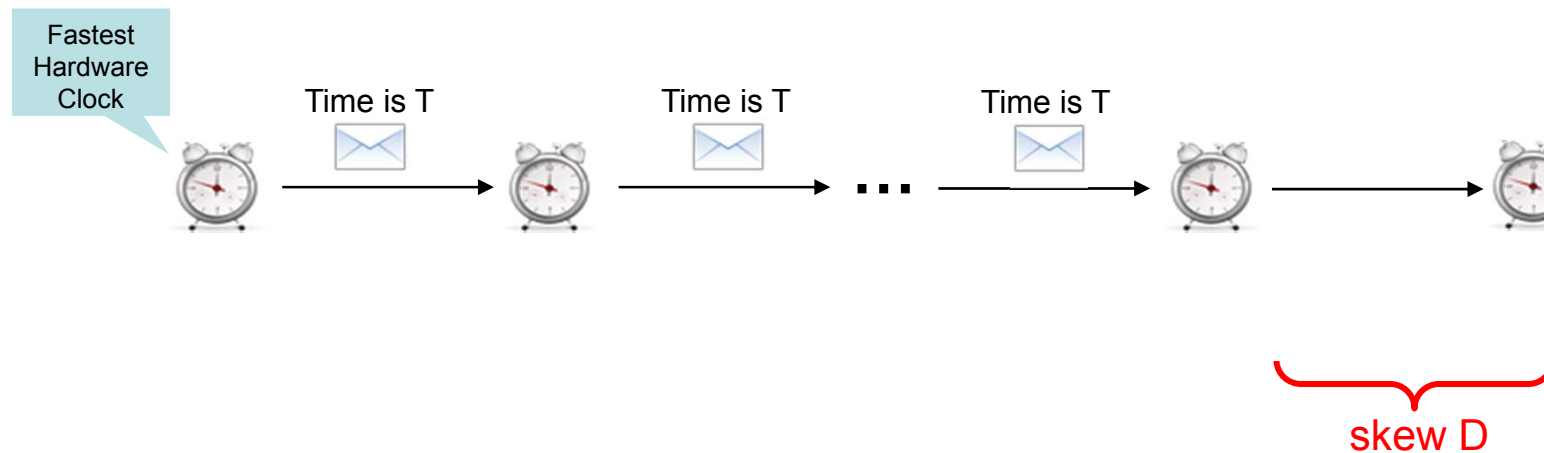 Fastest
Hardware
Clock
Time is T
Time is T
Time is T
...
skew D